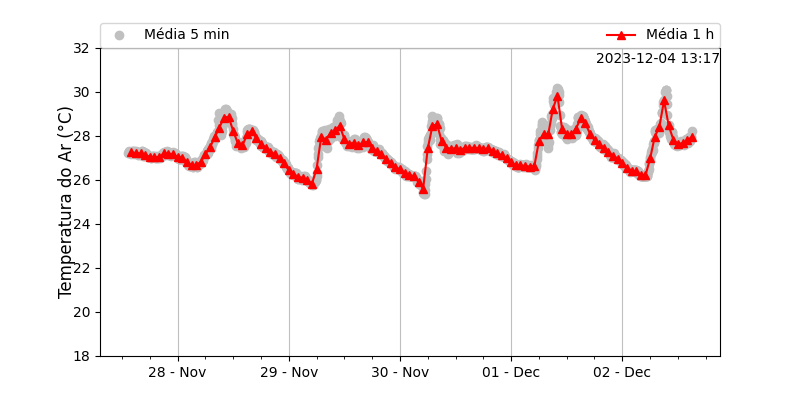 Média 5 min
Média 1 h
2023-12-04 13:17
Temperatura do Ar (°C)
32
30
28
26
24
22
20
18
28 - Nov
29 - Nov
30 - Nov
01 - Dec
02 - Dec